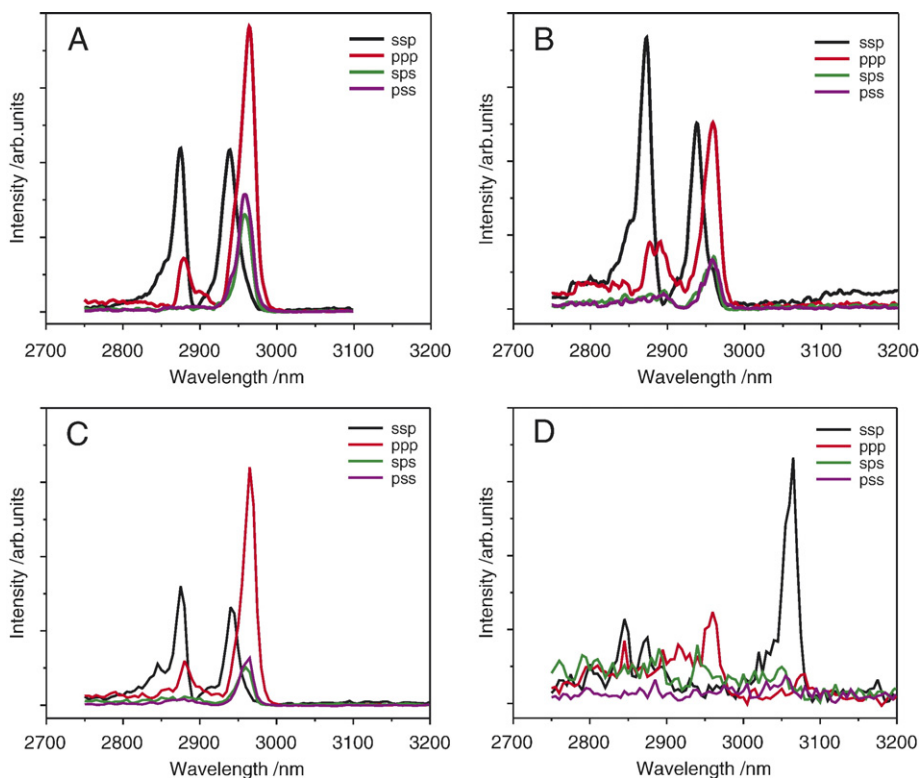 A
ssp
ppp
sps
pss
Intensity /arb.units
2700 2800 2900 3000 3100 3200
Wavelength /nm
B
ssp
ppp
sps
pss
Intensity /arb.units
2700 2800 2900 3000 3100 3200
Wavelength /nm
C
ssp
ppp
sps
pss
Intensity /arb.units
2700 2800 2900 3000 3100 3200
Wavelength /nm
D
ssp
ppp
sps
pss
Intensity /arb.units
2700 2800 2900 3000 3100 3200
Wavelength /nm